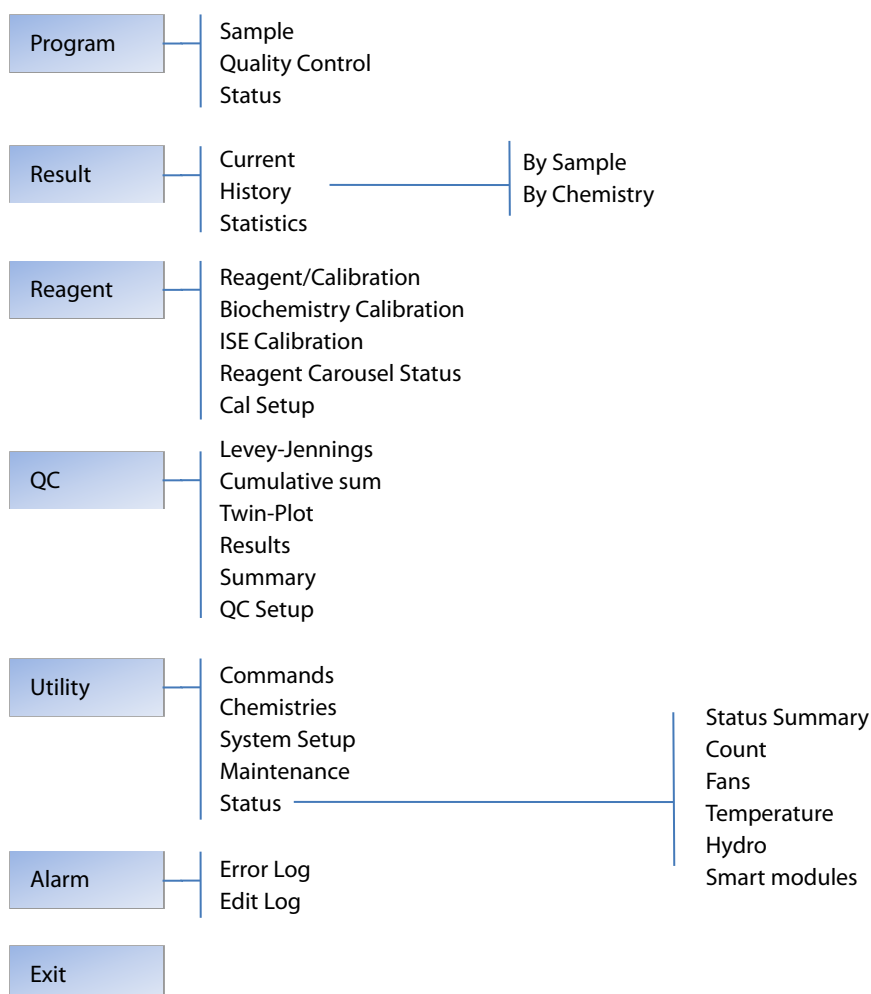 Program
Sample
Quality Control
Status
Result
Current
History
Statistics
By Sample
By Chemistry
Reagent
Reagent/Calibration
Biochemistry Calibration
ISE Calibration
Reagent Carousel Status
Cal Setup
QC
Levey-Jennings
Cumulative sum
Twin-Plot
Results
Summary
QC Setup
Utility
Commands
Chemistries
System Setup
Maintenance
Status
Status Summary
Count
Fans
Temperature
Hydro
Smart modules
Alarm
Error Log
Edit Log
Exit